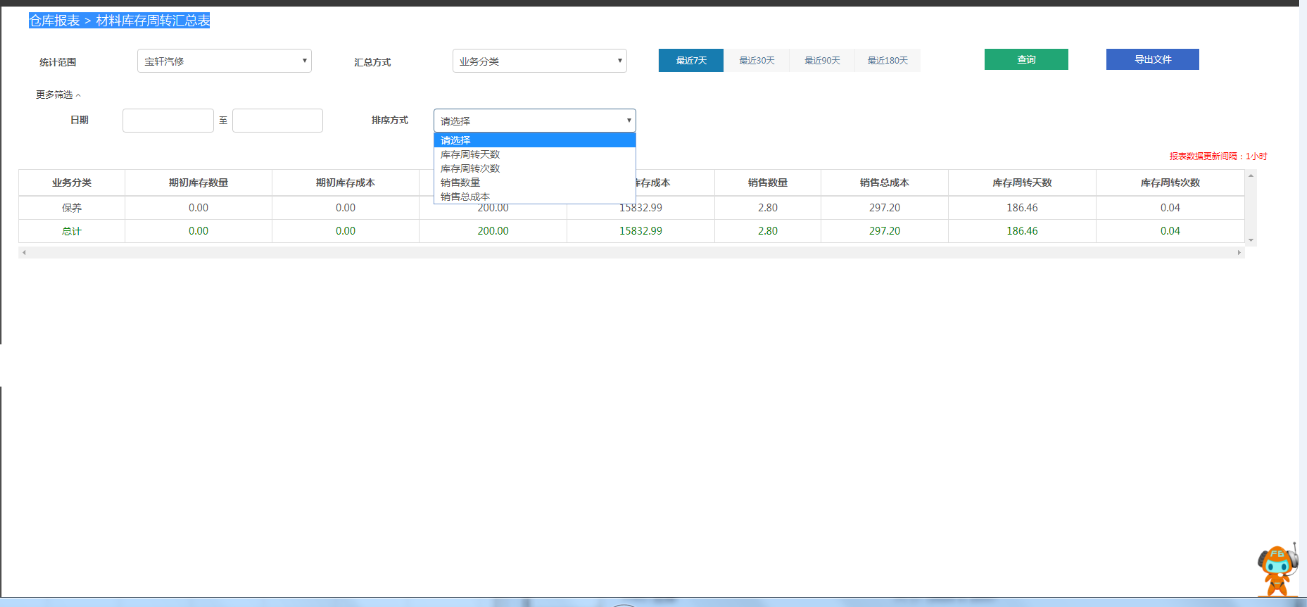 仓库报表 > 材料库存周转汇总表
统计范围 宝轩汽修 汇总方式 业务分类 最近7天 最近30天 最近90天 最近180天 查询 导出文件
更多筛选
日期 至 排序方式 请选择
请选择
库存周转天数
库存周转次数
销售数量
销售总成本
报表数据更新间隔：1小时
业务分类 期初库存数量 期初库存成本 存成本 销售数量 销售总成本 库存周转天数 库存周转次数
保养 0.00 0.00 200.00 15832.99 2.80 297.20 186.46 0.04
总计 0.00 0.00 200.00 15832.99 2.80 297.20 186.46 0.04